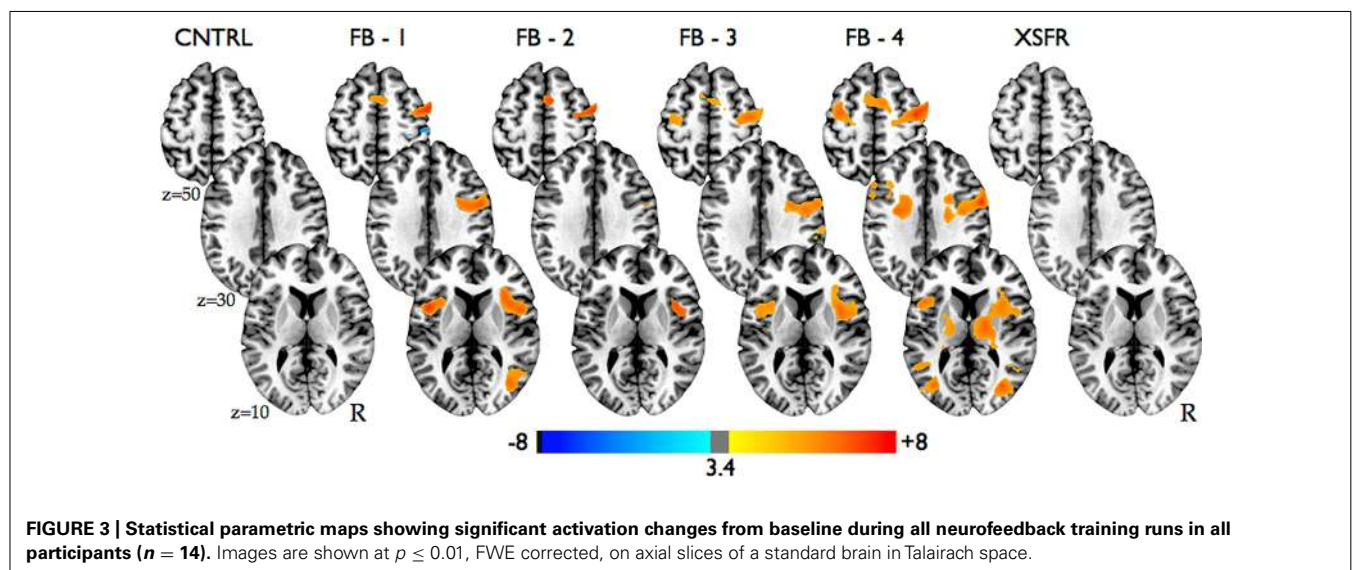 CNTRL FB - 1 FB - 2 FB - 3 FB - 4 XSFR
z=50
z=30
z=10 R R
-8 +8
3.4
FIGURE 3 | Statistical parametric maps showing significant activation changes from baseline during all neurofeedback training runs in all
participants (n = 14). Images are shown at p ≤ 0.01, FWE corrected, on axial slices of a standard brain in Talairach space.